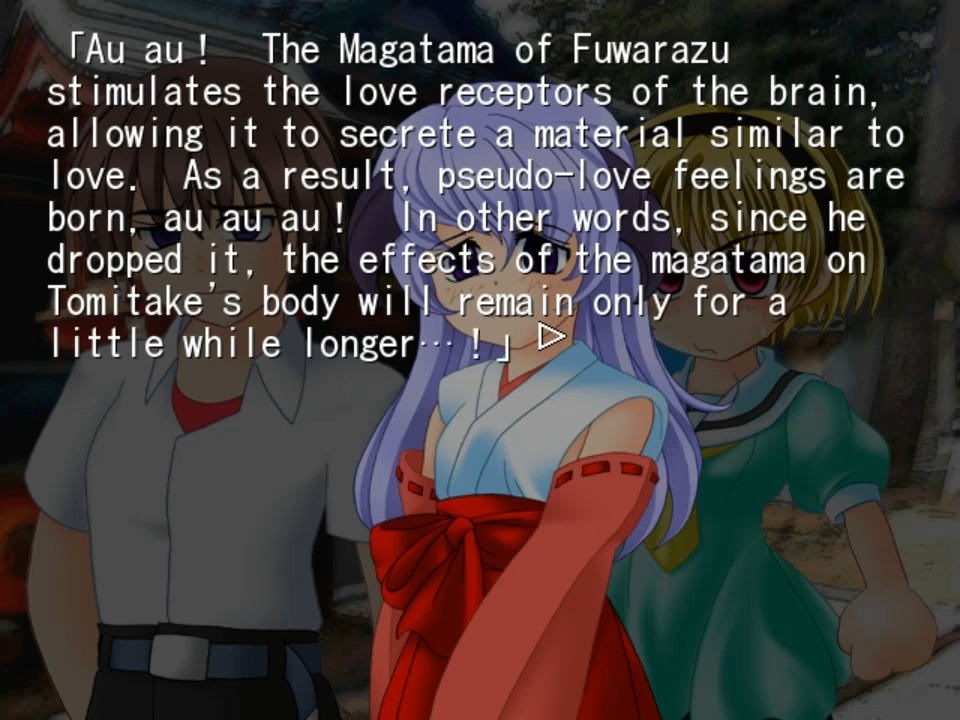 「Au au！ The Magatama of Fuwarazu
stimulates the love receptors of the brain,
allowing it to secrete a material similar to
love. As a result, pseudo-love feelings are
born, au au au！ In other words, since he
dropped it, the effects of the magatama on
Tomitake's body will remain only for a
little while longer…！」